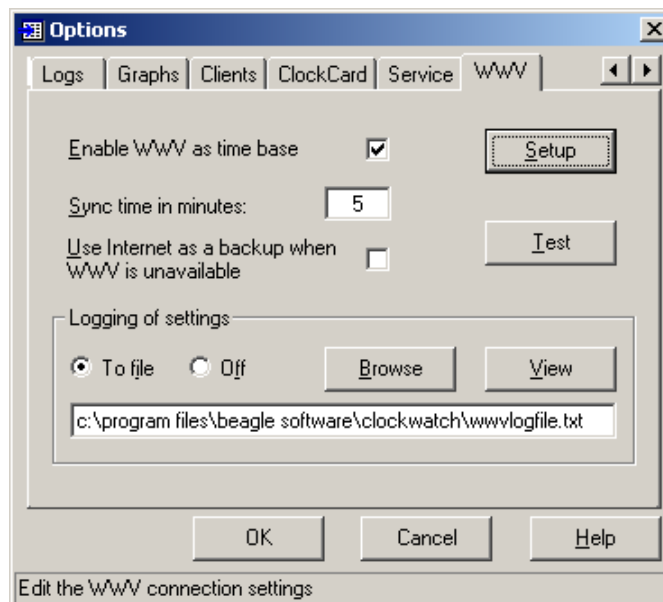 Options
Logs Graphs Clients ClockCard Service WWV
Enable WWV as time base
Setup
Sync time in minutes: 5
Use Internet as a backup when
WWV is unavailable
Test
Logging of settings
To file Off Browse View
c:\program files\beagle software\clockwatch\wwvlogfile.txt
OK Cancel Help
Edit the WWV connection settings